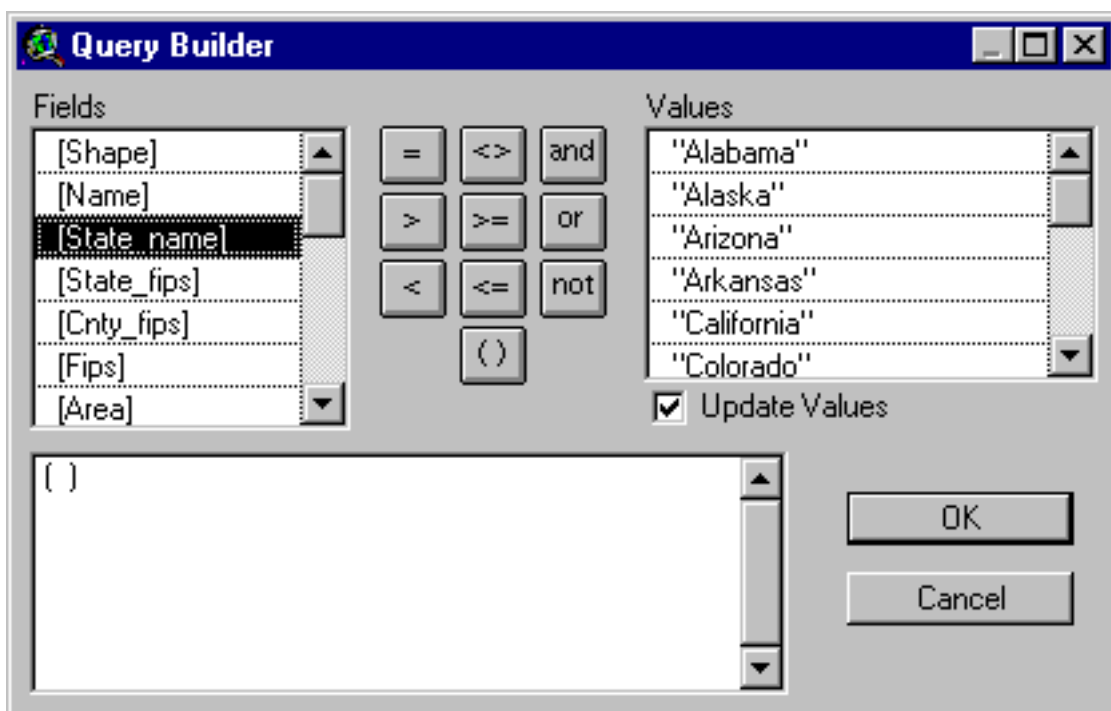 Query Builder
Fields
[Shape]
[Name]
[State_name]
[State_fips]
[Cnty_fips]
[Fips]
[Area]
= <> and
> >= or
< <= not
( )
Values
"Alabama"
"Alaska"
"Arizona"
"Arkansas"
"California"
"Colorado"
Update Values
( )
OK
Cancel